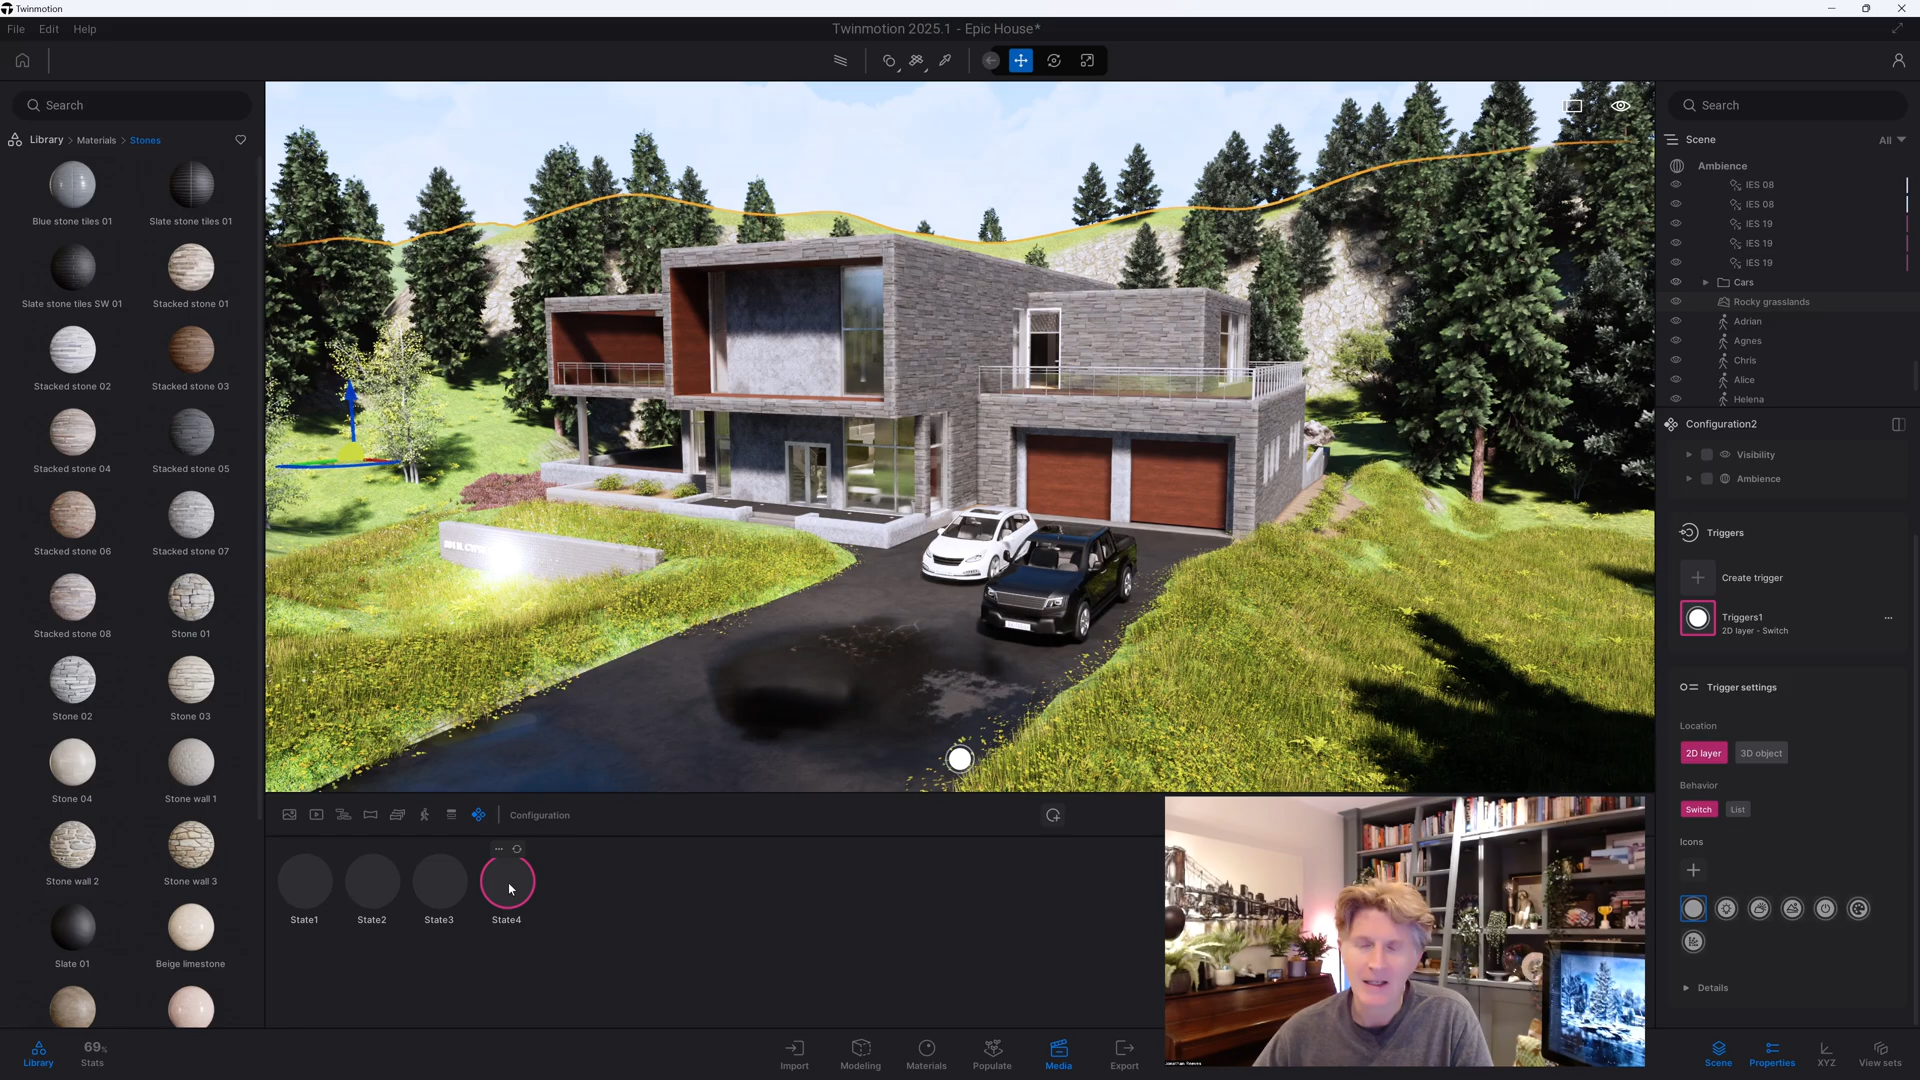 Twinmotion
File Edit Help
Twinmotion 2025.1 - Epic House*
Search
Library > Materials > Stones
Blue stone tiles 01
Slate stone tiles 01
Slate stone tiles SW 01
Stacked stone 01
Stacked stone 02
Stacked stone 03
Stacked stone 04
Stacked stone 05
Stacked stone 06
Stacked stone 07
Stacked stone 08
Stone 01
Stone 02
Stone 03
Stone 04
Stone wall 1
Stone wall 2
Stone wall 3
Slate 01
Beige limestone
Library
69%
Stats
Configuration
State1
State2
State3
State4
Import
Modeling
Materials
Populate
Media
Export
Search
Scene
All
Ambience
IES 08
IES 08
IES 19
IES 19
IES 19
Cars
Rocky grasslands
Adrian
Agnes
Chris
Alice
Helena
Configuration2
Visibility
Ambience
Triggers
Create trigger
Triggers1
2D layer - Switch
Trigger settings
Location
2D layer
3D object
Behavior
Switch
List
Icons
Details
Scene
Properties
XYZ
View sets